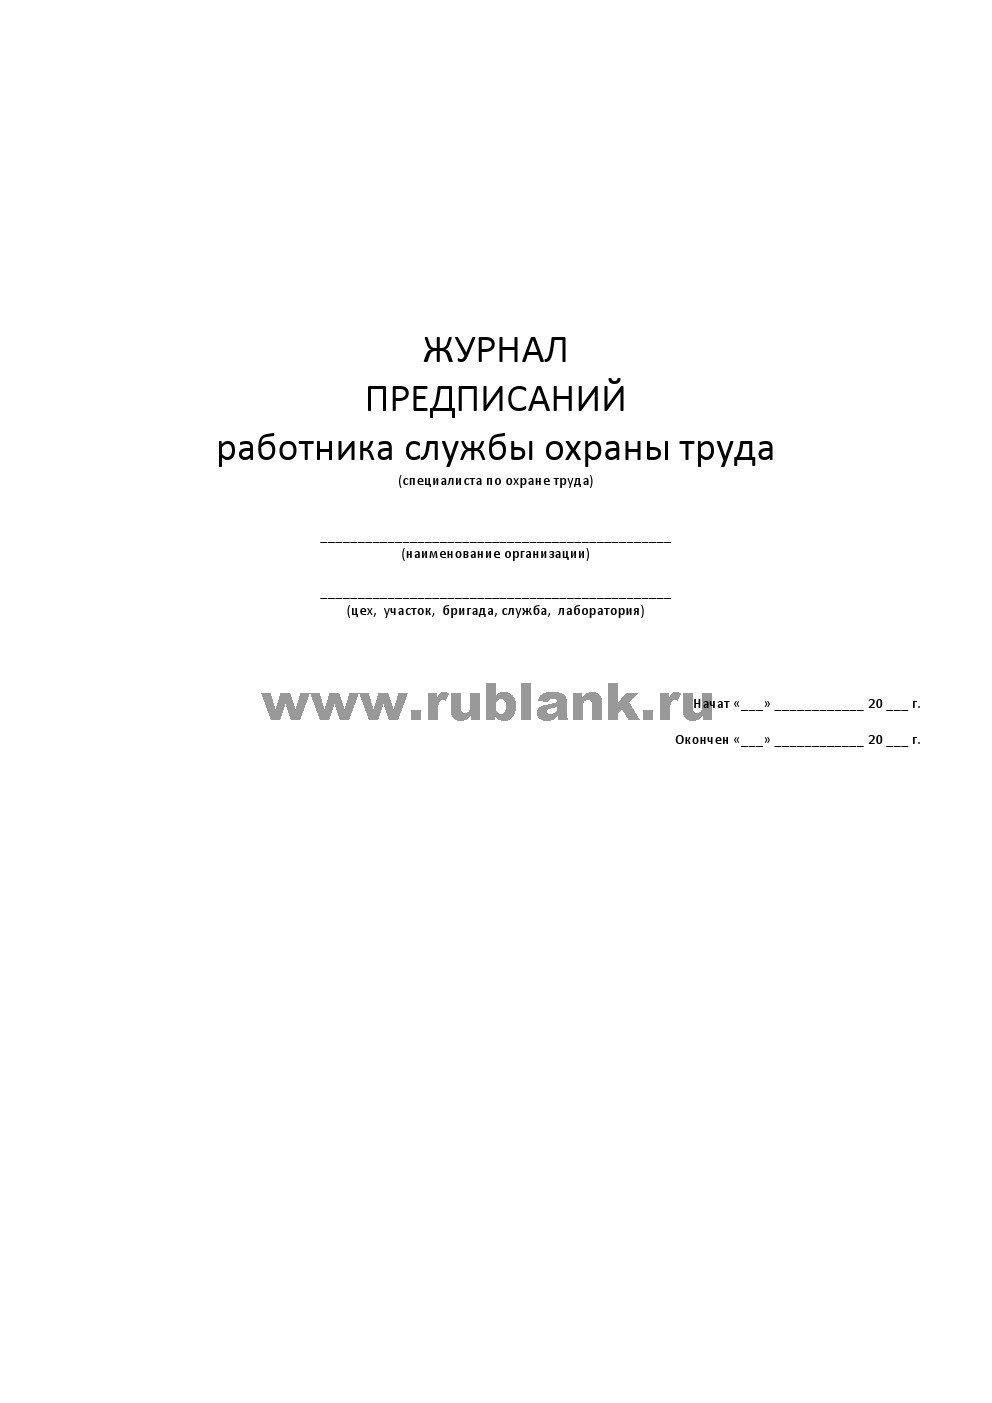 ЖУРНАЛ
ПРЕДПИСАНИЙ
работника службы охраны труда
(специалиста по охране труда)
_______________________________________________
(наименование организации)
_______________________________________________
(цех, участок, бригада, служба, лаборатория)
www.rublank.ru
Начат «___» ____________ 20 ___ г.
Окончен «___» ____________ 20 ___ г.